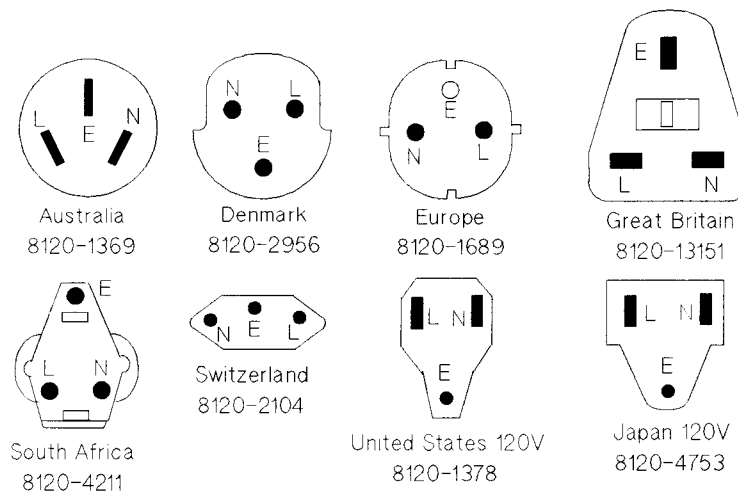 L E N
Australia
8120-1369
N L
E
Denmark
8120-2956
E
N L
Europe
8120-1689
E
L N
Great Britain
8120-13151
E
L N
South Africa
8120-4211
N E L
Switzerland
8120-2104
L N
E
United States 120V
8120-1378
L N
E
Japan 120V
8120-4753